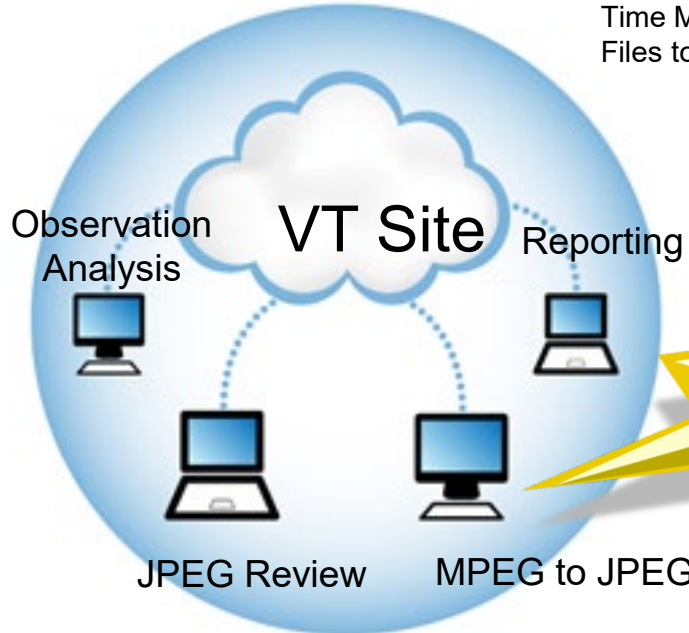 Time M
Files to
Observation
Analysis
VT Site
Reporting
JPEG Review
MPEG to JPEG